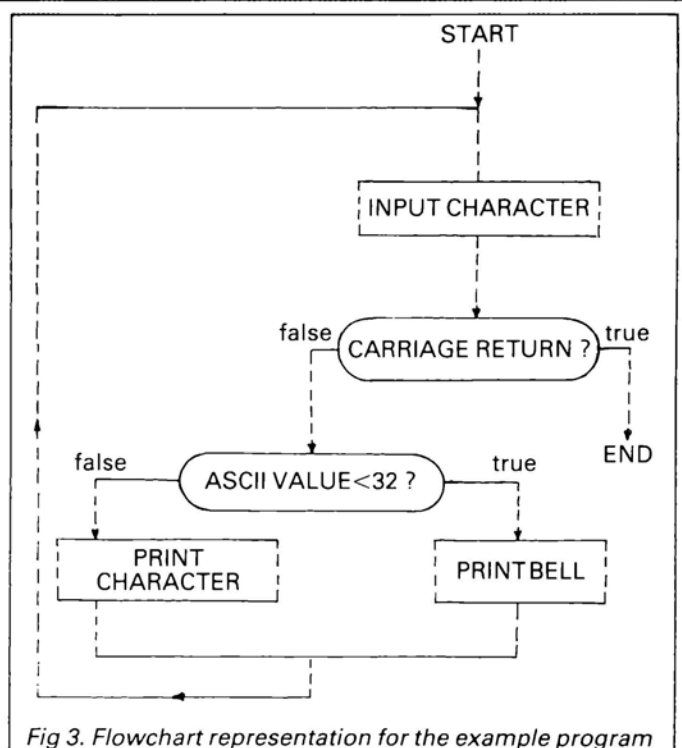 START
INPUT CHARACTER
false
true
CARRIAGE RETURN ?
END
false
true
ASCII VALUE<32 ?
PRINT
CHARACTER
PRINT BELL
Fig 3. Flowchart representation for the example program